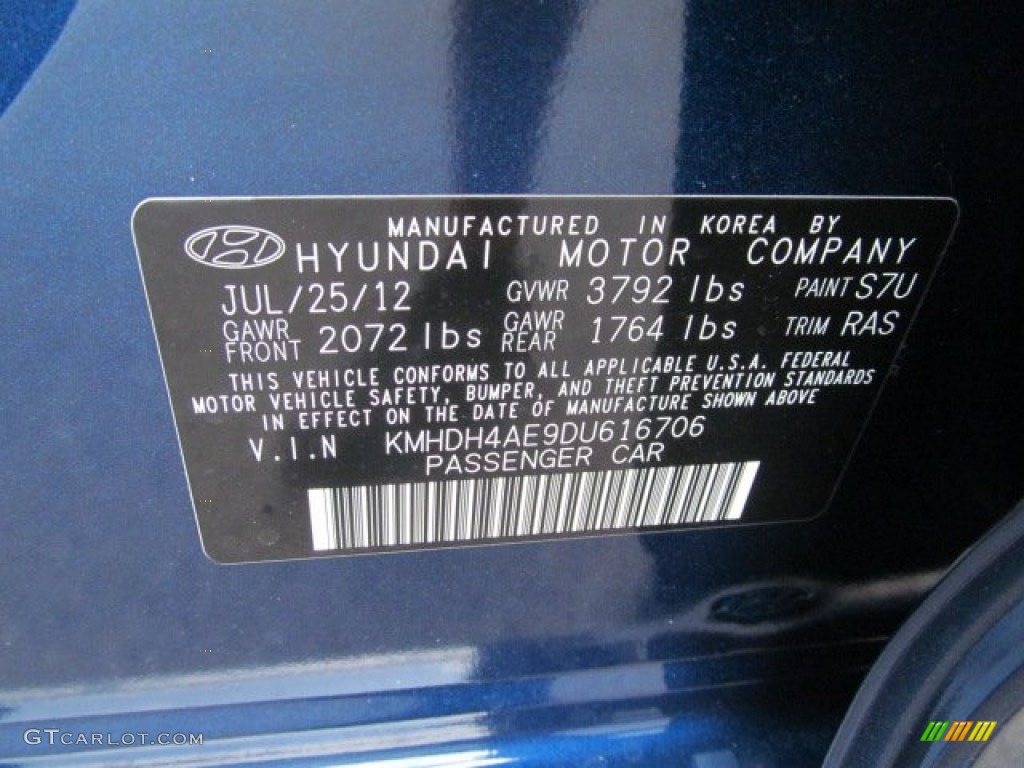 MANUFACTURED IN KOREA BY
HYUNDAI MOTOR COMPANY
JUL/25/12 GVWR 3792 lbs PAINT S7U
GAWR FRONT 2072 lbs GAWR REAR 1764 lbs TRIM RAS
THIS VEHICLE CONFORMS TO ALL APPLICABLE U.S.A. FEDERAL
MOTOR VEHICLE SAFETY, BUMPER, AND THEFT PREVENTION STANDARDS
IN EFFECT ON THE DATE OF MANUFACTURE SHOWN ABOVE
V.I.N KMHDH4AE9DU616706
PASSENGER CAR
GTCARLOT.COM